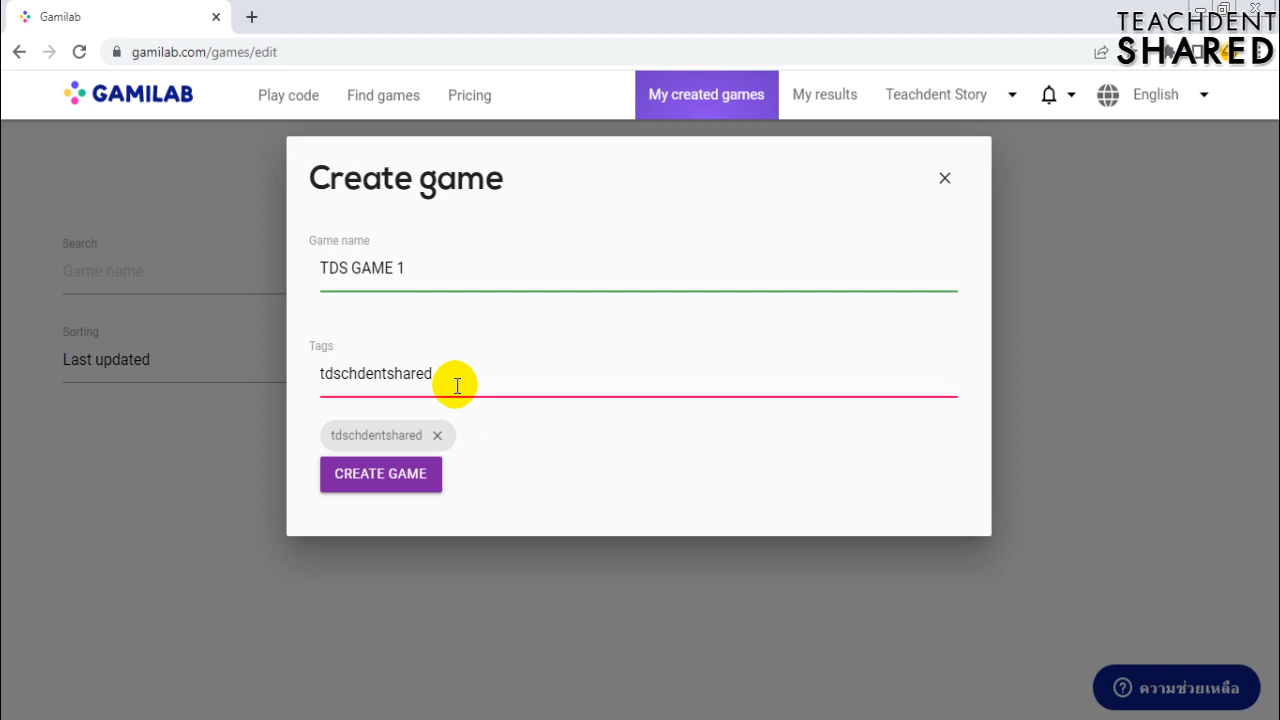 Gamilab
TEACHDENT
SHARED
gamilab.com/games/edit
GAMILAB
Play code
Find games
Pricing
My created games
My results
Teachdent Story
English
Create game
Game name
TDS GAME 1
Search
Game name
Tags
tdschdentshared
Sorting
Last updated
tdschdentshared
CREATE GAME
ความช่วยเหลือ